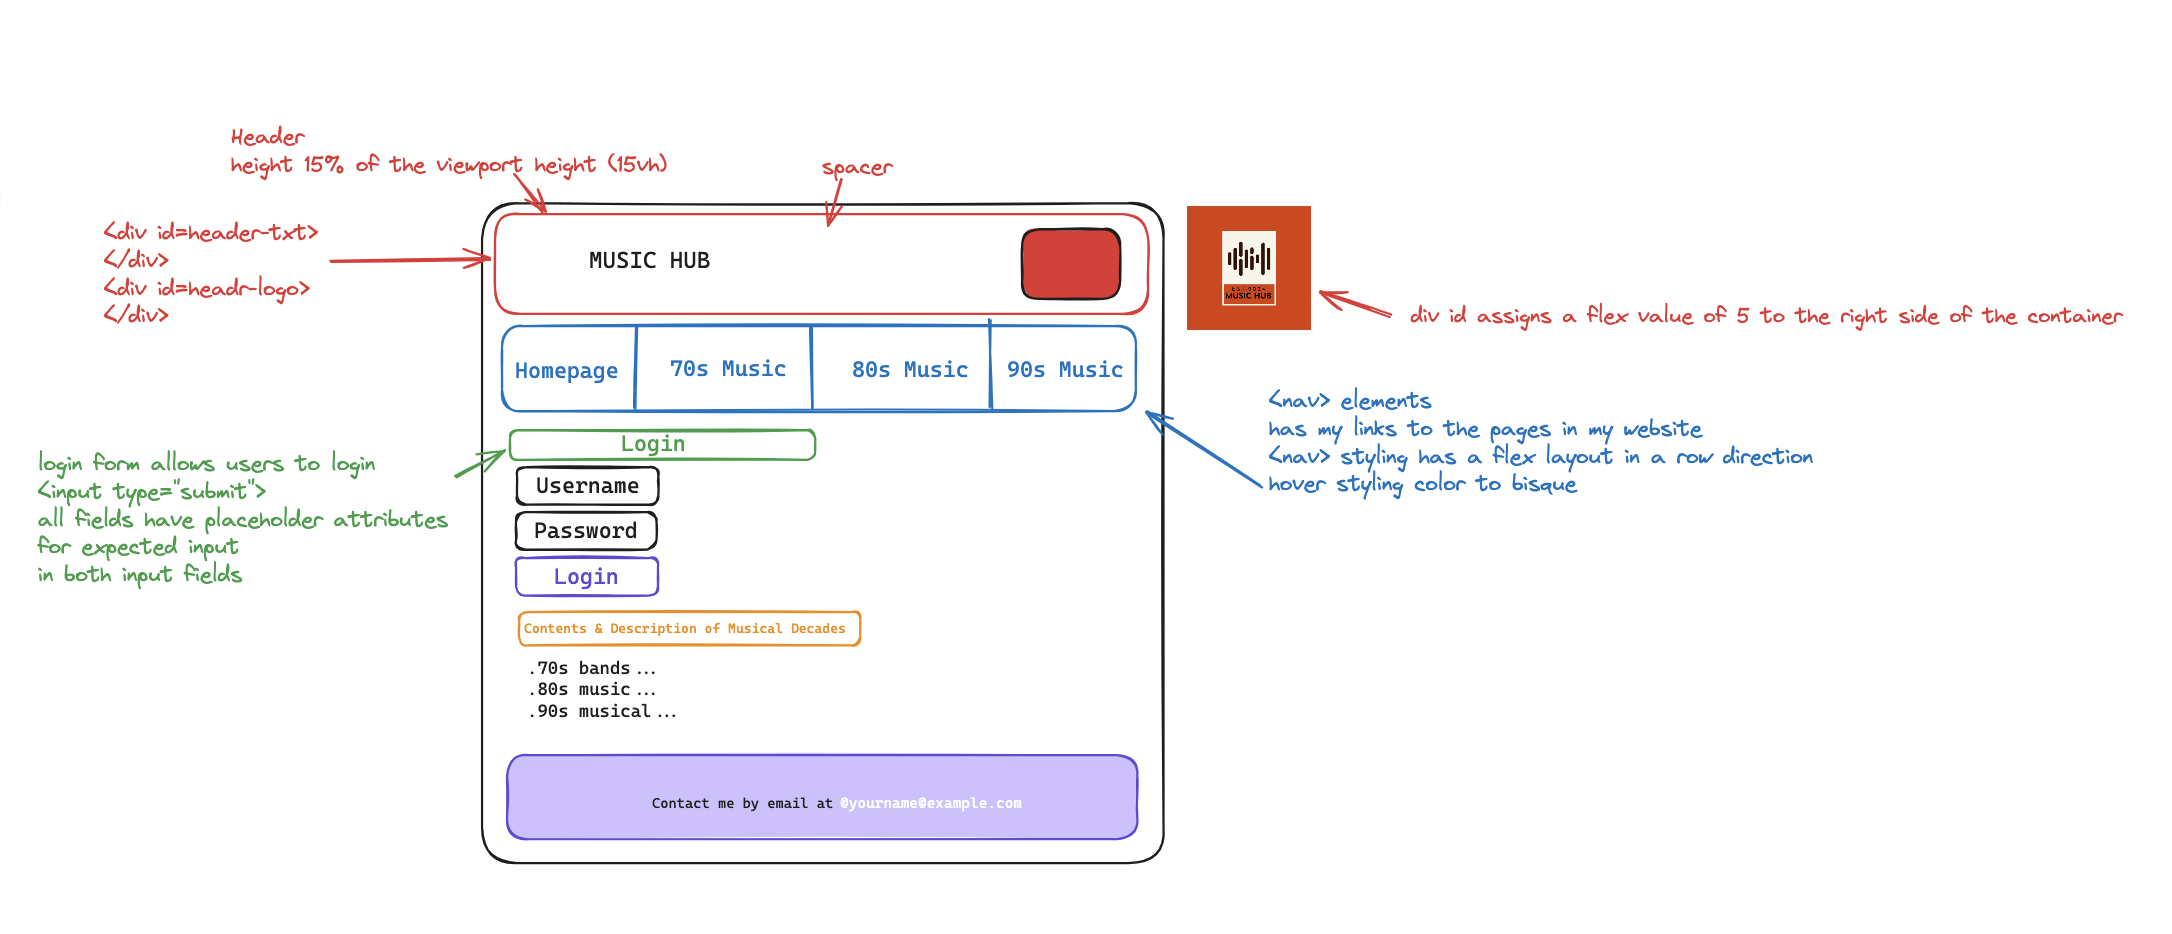 Header
height 15% of the viewport height (15vh)
spacer
<div id=header-txt>
</div>
<div id=headr-logo>
</div>
MUSIC HUB
EST.2024
MUSIC HUB
div id assigns a flex value of 5 to the right side of the container
Homepage
70s Music
80s Music
90s Music
<nav> elements
has my links to the pages in my website
<nav> styling has a flex layout in a row direction
hover styling color to bisque
login form allows users to login
<input type="submit">
all fields have placeholder attributes
for expected input
in both input fields
Login
Username
Password
Login
Contents & Description of Musical Decades
.70s bands...
.80s music...
.90s musical...
Contact me by email at @yourname@example.com